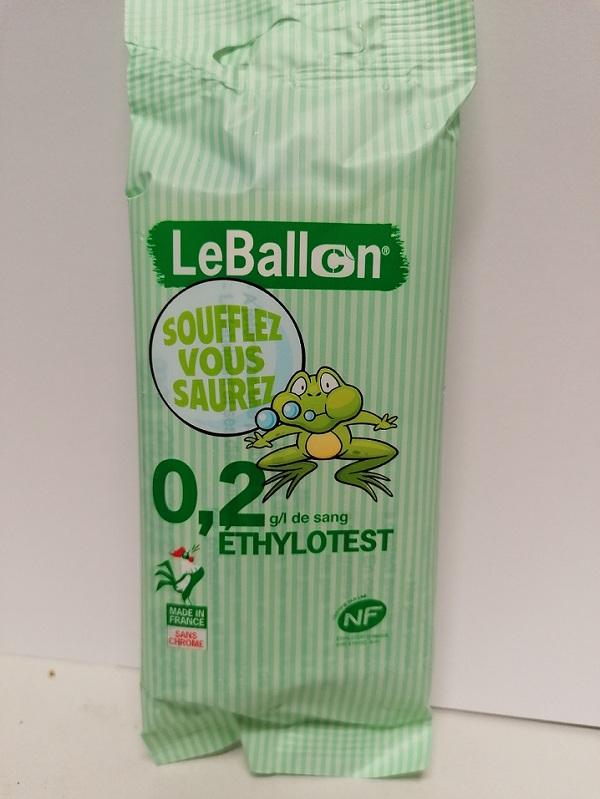 LeBallon®
SOUFFLEZ
VOUS
SAUREZ
0,2 g/l de sang
ÉTHYLOTEST
MADE IN
FRANCE
SANS
CHROME
NF